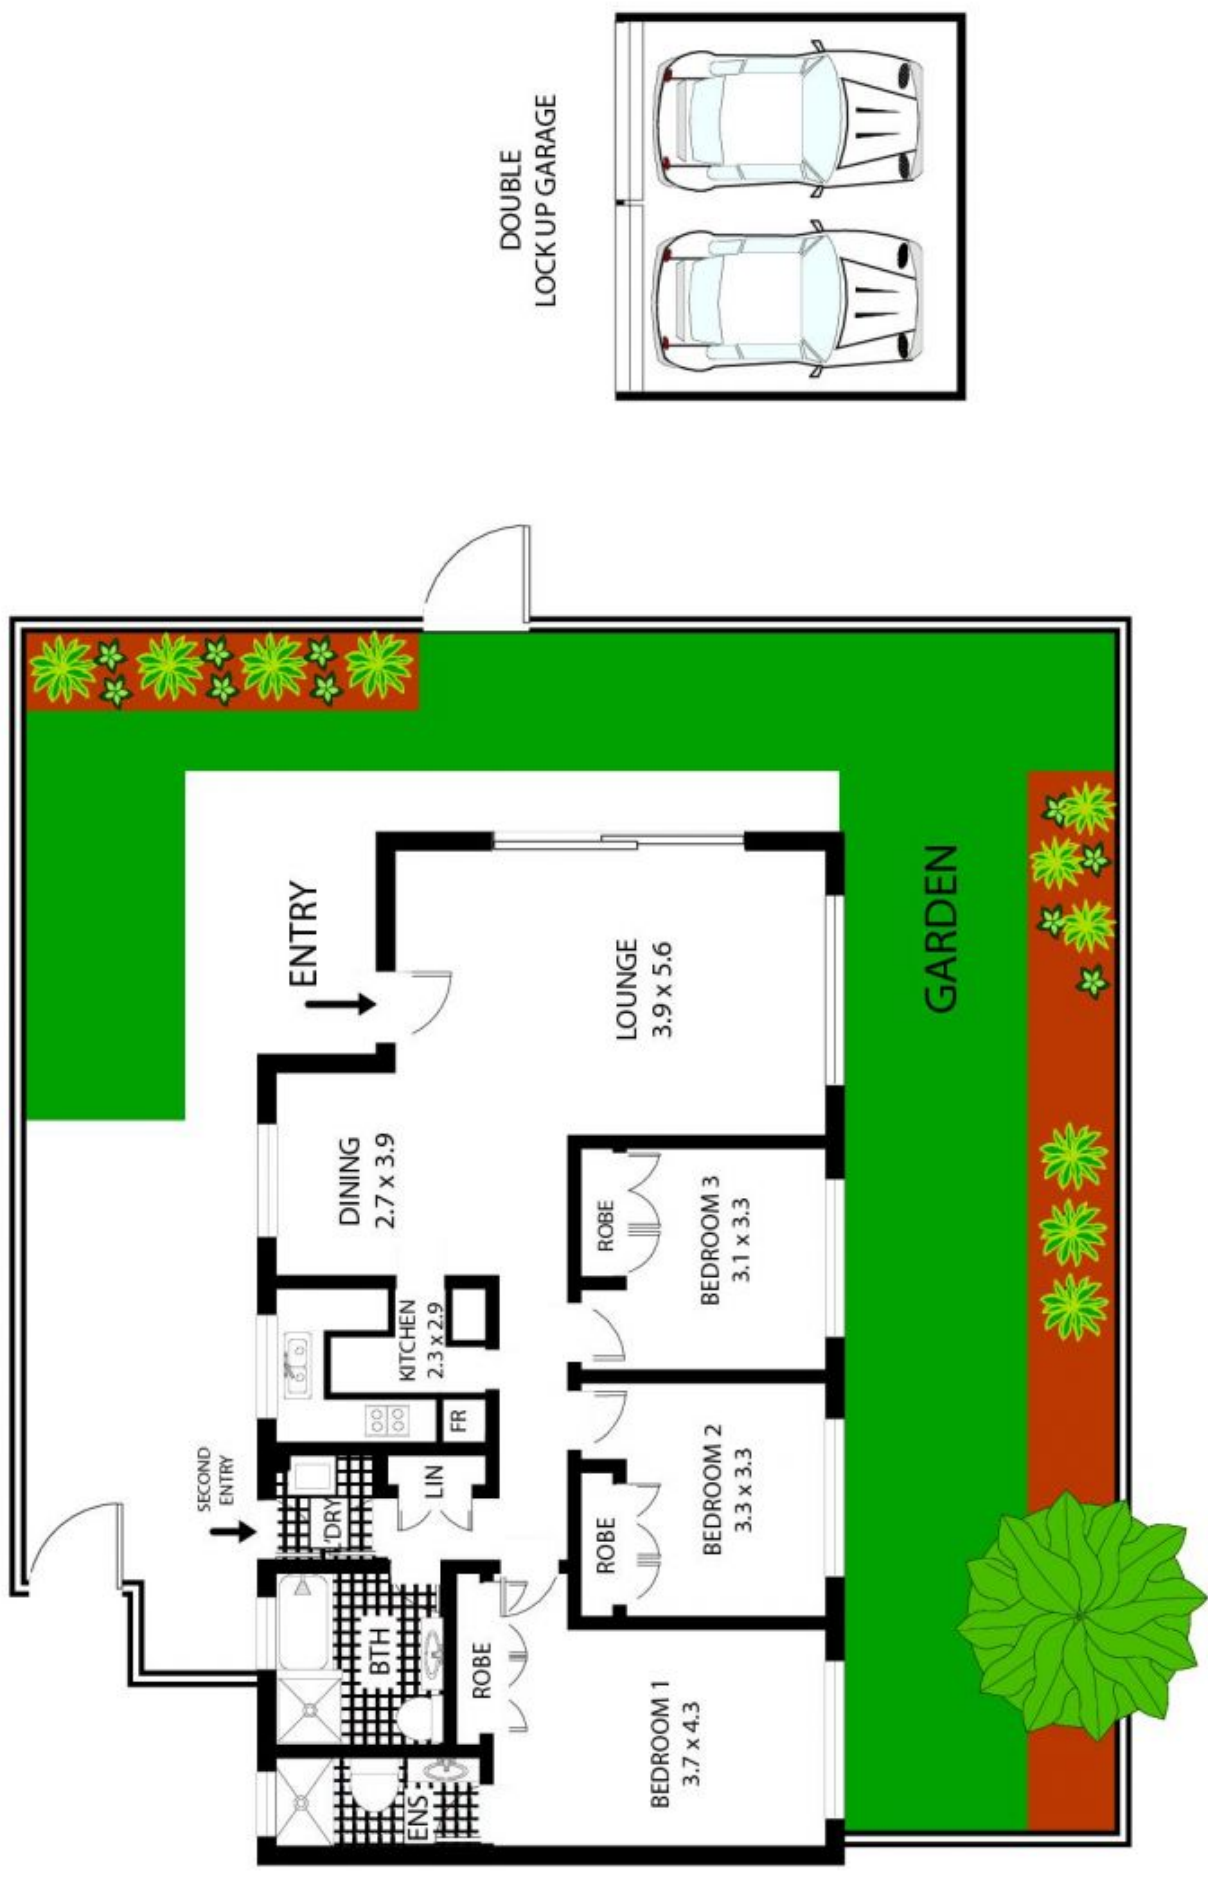 DOUBLE
LOCK UP GARAGE
ENTRY
GARDEN
LOUNGE
3.9 x 5.6
DINING
2.7 x 3.9
ROBE
BEDROOM 3
3.1 x 3.3
KITCHEN
2.3 x 2.9
FR
SECOND
ENTRY
L'DRY
LIN
ROBE
BEDROOM 2
3.3 x 3.3
BTH
ROBE
BEDROOM 1
3.7 x 4.3
ENS